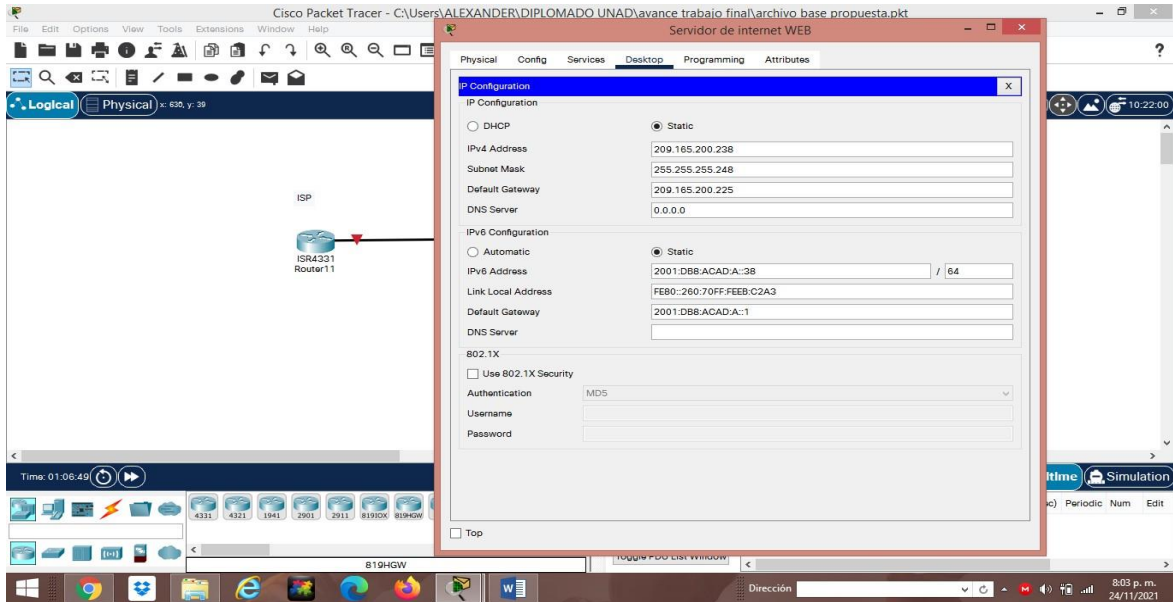 Cisco Packet Tracer - C:\Users\ALEXANDER\DIPLOMADO UNAD\avance trabajo final\archivo base propuesta.pkt
File Edit Options View Tools Extensions Window Help
Servidor de internet WEB
Physical Config Services Desktop Programming Attributes
?
Logical Physical x: 630, y: 39
10:22:00
IP Configuration X
IP Configuration
DHCP Static
IPv4 Address 209.165.200.238
Subnet Mask 255.255.255.248
Default Gateway 209.165.200.225
DNS Server 0.0.0.0
ISP
ISR4331
Router11
IPv6 Configuration
Automatic Static
IPv6 Address 2001:DB8:ACAD:A::38 / 64
Link Local Address FE80::260:70FF:FEEB:C2A3
Default Gateway 2001:DB8:ACAD:A::1
DNS Server
802.1X
Use 802.1X Security
Authentication MD5
Username
Password
Top
Time: 01:06:49
Simulation
4331 4321 1941 2901 2911 819IOX 819HGW
Periodic Num Edit
819HGW
Toggle PDU List Window
Dirección
8:03 p. m.
24/11/2021